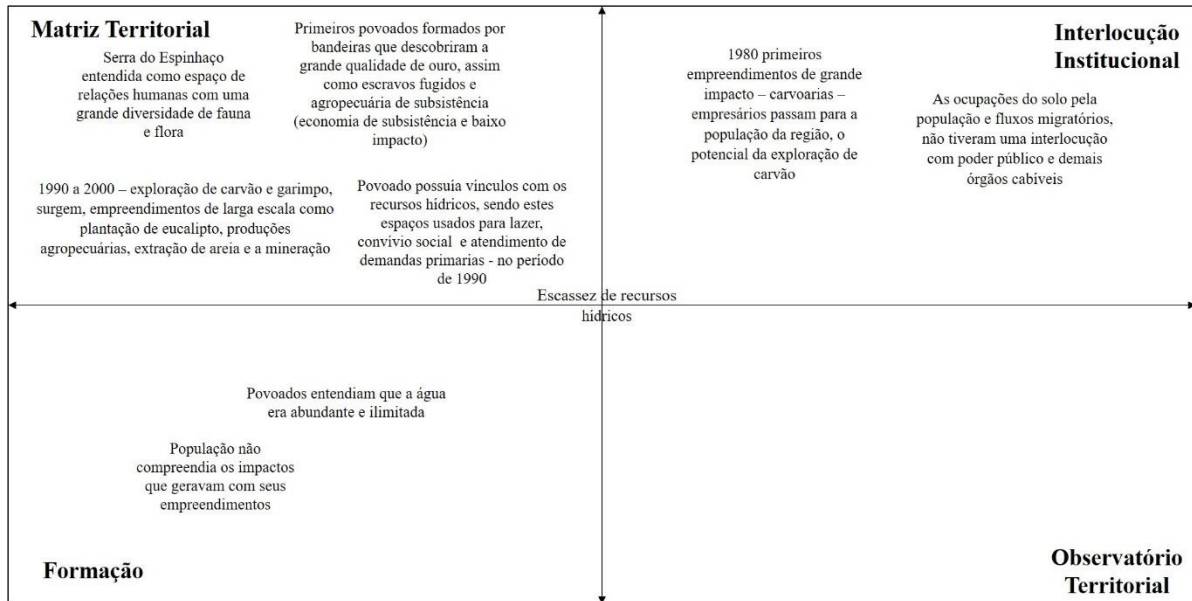 Matriz Territorial
Serra do Espinhaço
entendida como espaço de
relações humanas com uma
grande diversidade de fauna
e flora
Primeiros povoados formados por
bandeiras que descobriram a
grande qualidade de ouro, assim
como escravos fugidos e
agropecuária de subsistência
(economia de subsistência e baixo
impacto)
1990 a 2000 – exploração de carvão e garimpo,
surgem, empreendimentos de larga escala como
plantação de eucalipto, produções
agropecuárias, extração de areia e a mineração
Povoado possuía vínculos com os
recursos hídricos, sendo estes
espaços usados para lazer,
convívio social e atendimento de
demandas primarias - no período
de 1990
Interlocução
Institucional
1980 primeiros
empreendimentos de grande
impacto – carvoarias –
empresários passam para a
população da região, o
potencial da exploração de
carvão
As ocupações do solo pela
população e fluxos migratórios,
não tiveram uma interlocução
com poder público e demais
órgãos cabíveis
Escassez de recursos
hídricos
Povoados entendiam que a água
era abundante e ilimitada
População não
compreendia os impactos
que geravam com seus
empreendimentos
Formação
Observatório
Territorial